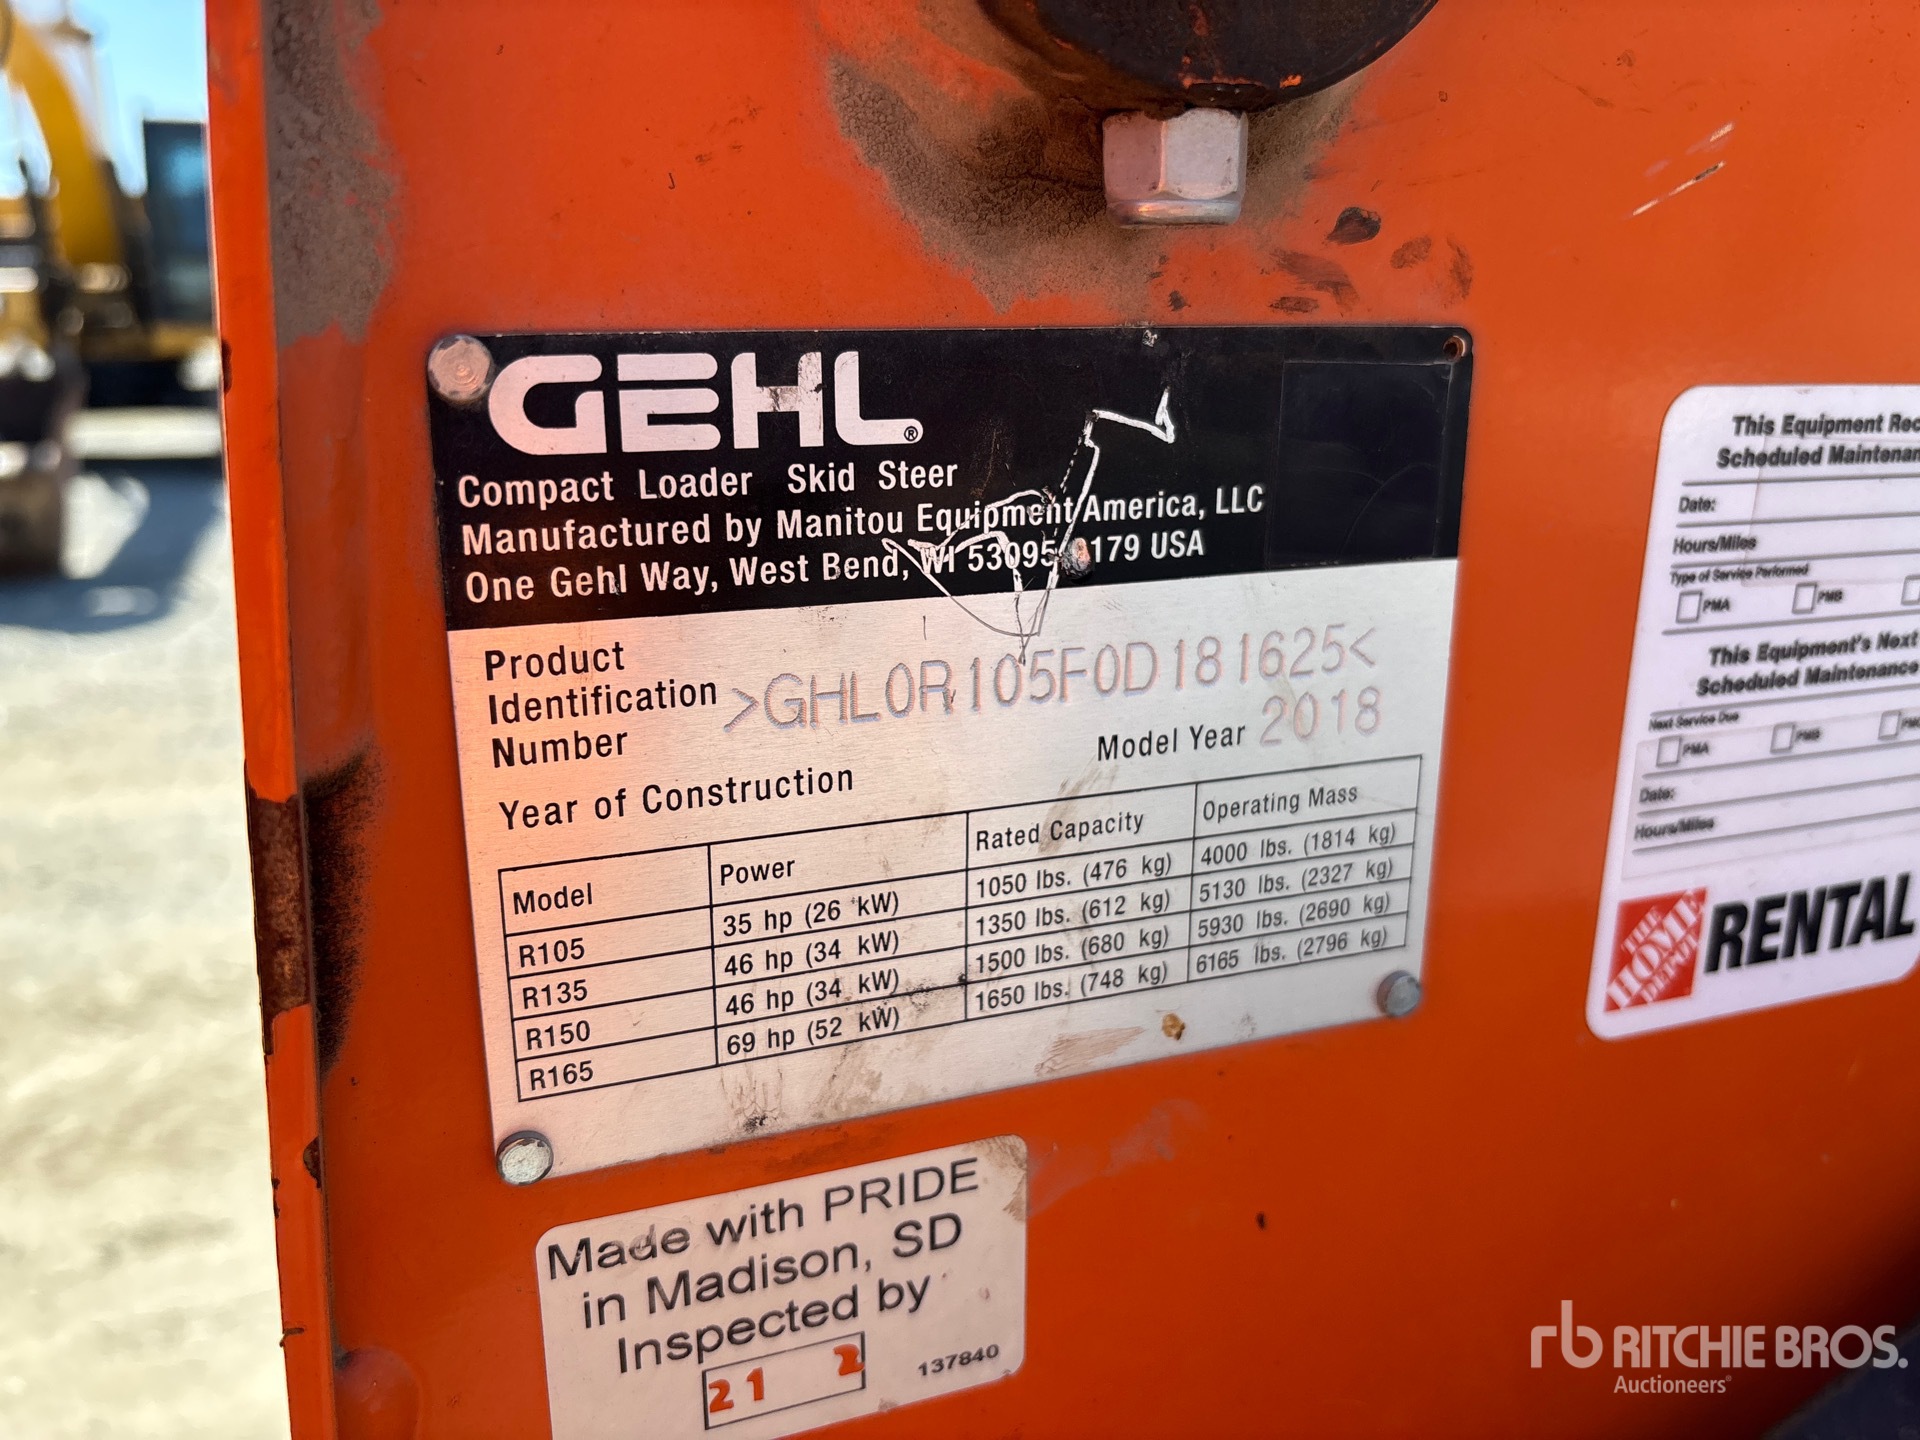 GEHL®
Compact Loader Skid Steer
Manufactured by Manitou Equipment America, LLC
One Gehl Way, West Bend, WI 53095 179 USA
Product
Identification
Number
>GHL0R105F0D181625<
Model Year 2018
Year of Construction
Model Power Rated Capacity Operating Mass
R105 35 hp (26 kW) 1050 lbs. (476 kg) 4000 lbs. (1814 kg)
R135 46 hp (34 kW) 1350 lbs. (612 kg) 5130 lbs. (2327 kg)
R150 46 hp (34 kW) 1500 lbs. (680 kg) 5930 lbs. (2690 kg)
R165 69 hp (52 kW) 1650 lbs. (748 kg) 6165 lbs. (2796 kg)
Made with PRIDE
in Madison, SD
Inspected by
21 2
137840
This Equipment Rec
Scheduled Maintenan
Date:
Hours/Miles
Type of Service Performed
PMA PMB
This Equipment's Next
Scheduled Maintenance
Next Service Due
PMA PMB
Date:
Hours/Miles
THE HOME DEPOT RENTAL
rb RITCHIE BROS.
Auctioneers®